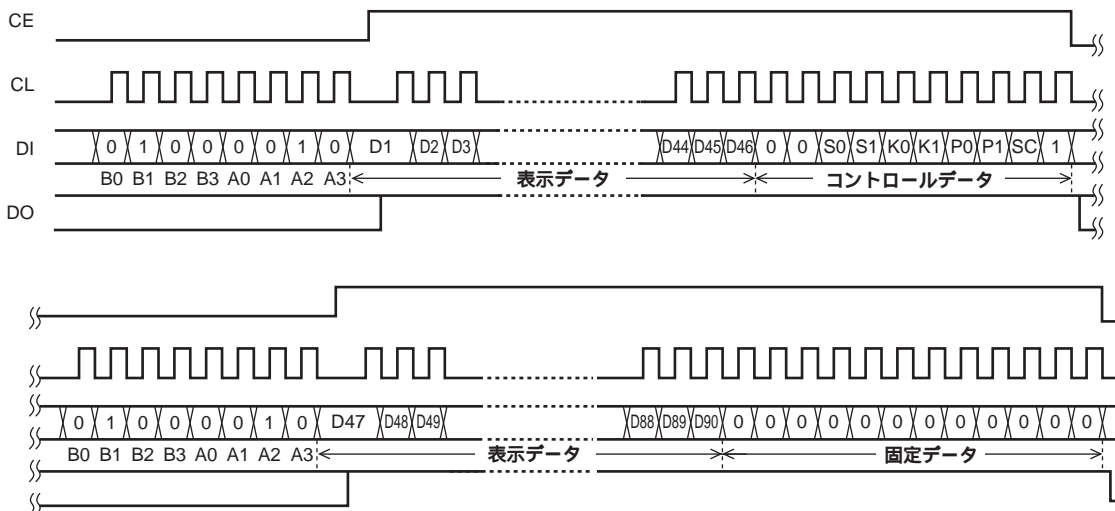 CE
CL
DI 0 1 0 0 0 0 1 0 D1 D2 D3 D44 D45 D46 0 0 S0 S1 K0 K1 P0 P1 SC 1
B0 B1 B2 B3 A0 A1 A2 A3 表示データ コントロールデータ
DO
0 1 0 0 0 0 1 0 D47 D48 D49 D88 D89 D90 0 0 0 0 0 0 0 0 0 0 0 0
B0 B1 B2 B3 A0 A1 A2 A3 表示データ 固定データ